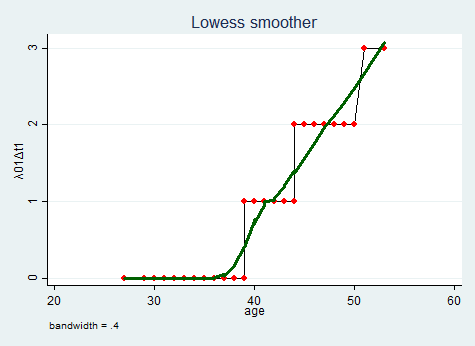 Lowess smoother
3
2
1
0
λ01Δt1
20 30 40 50 60
age
bandwidth = .4